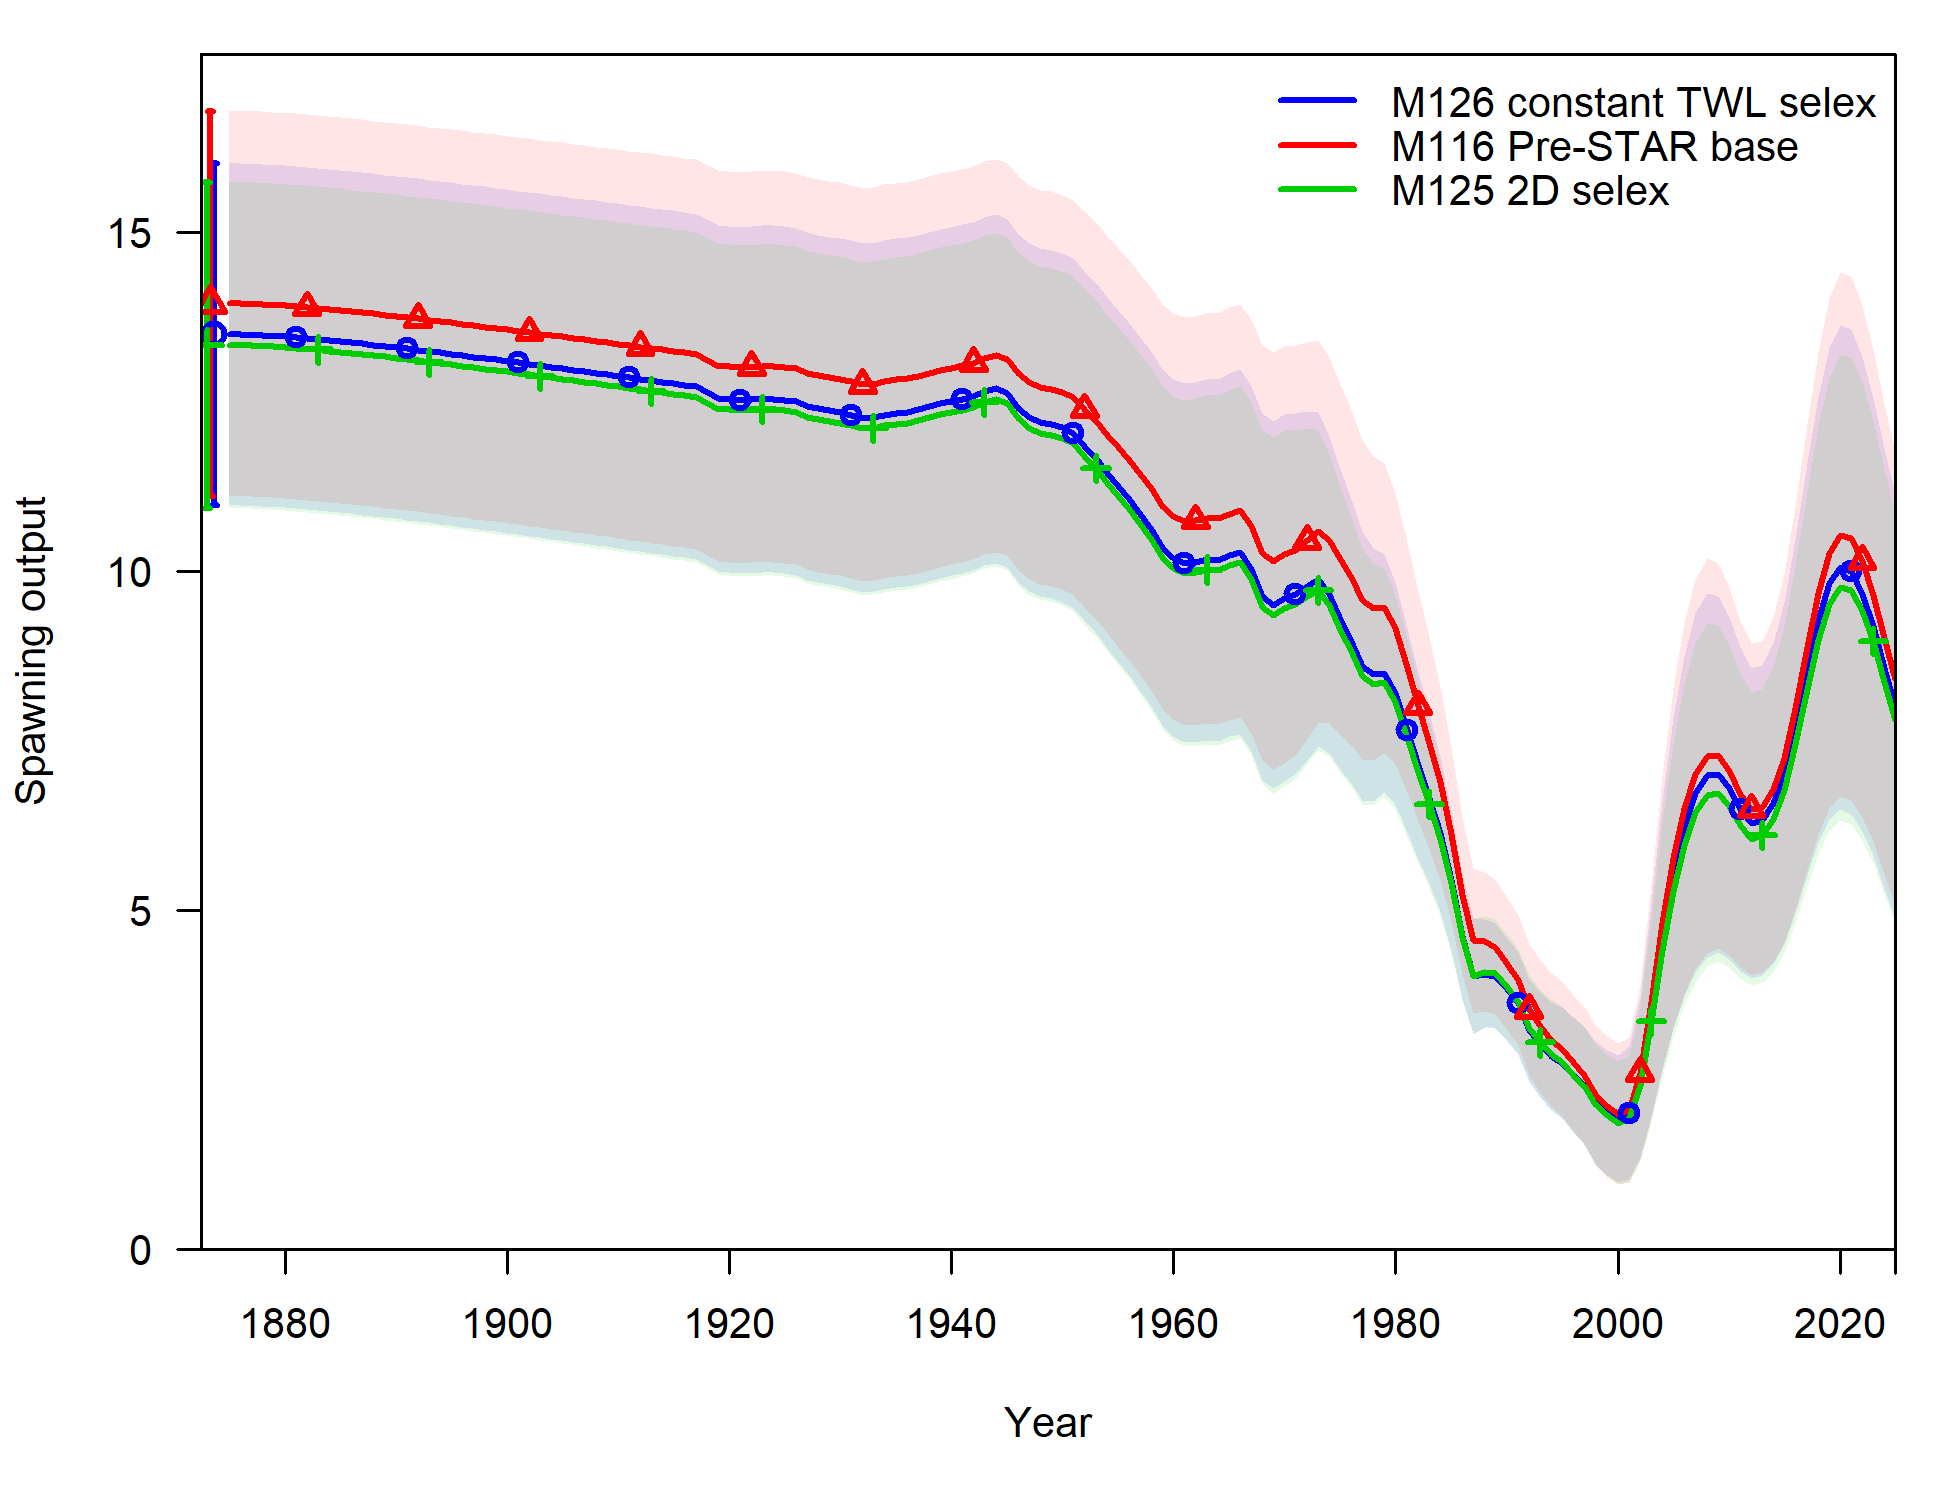 M126 constant TWL selex
M116 Pre-STAR base
M125 2D selex
15
10
5
0
Spawning output
1880 1900 1920 1940 1960 1980 2000 2020
Year